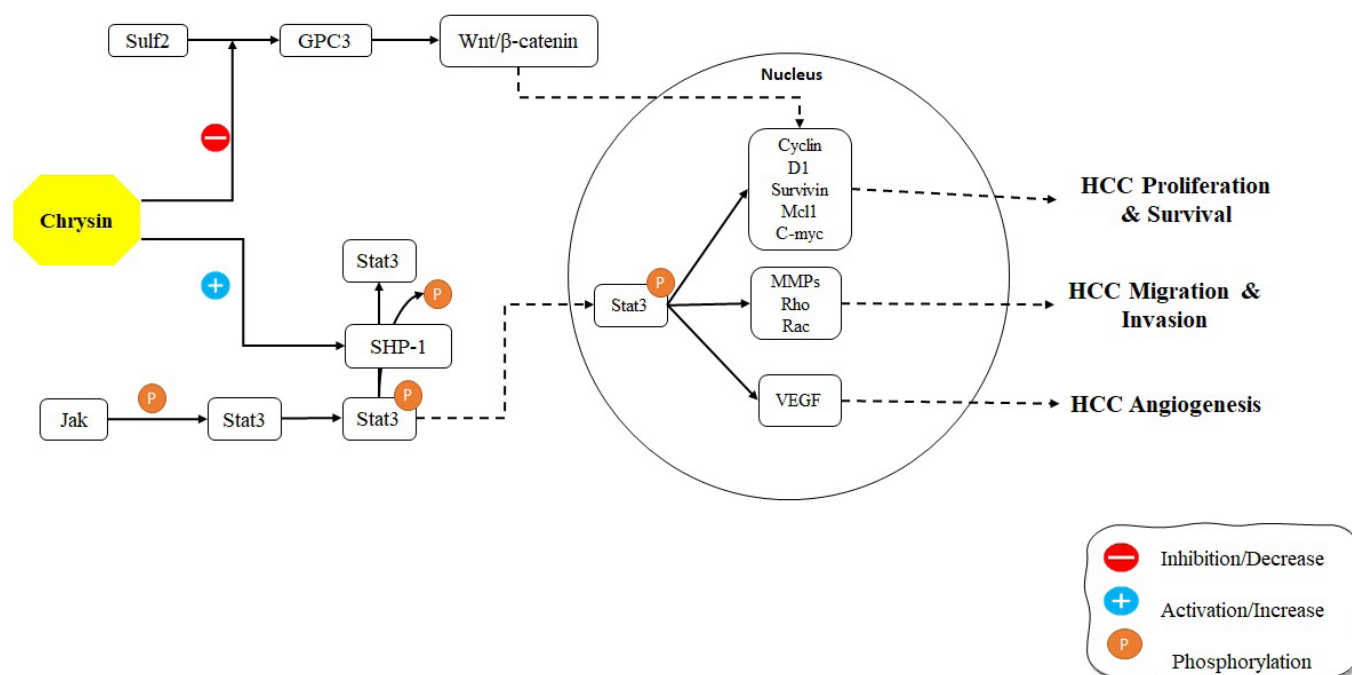 Sulf2
GPC3
Wnt/β-catenin
Nucleus
Cyclin
D1
Survivin
Mcl1
C-myc
HCC Proliferation
& Survival
Chrysin
Stat3
P
SHP-1
P
Stat3
MMPs
Rho
Rac
HCC Migration &
Invasion
Jak
P
Stat3
P
Stat3
VEGF
HCC Angiogenesis
Inhibition/Decrease
Activation/Increase
P
Phosphorylation